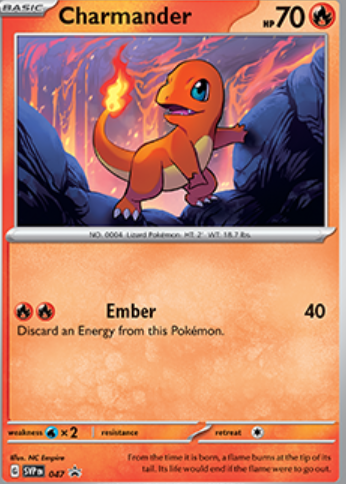 BASIC
Charmander HP 70
NO. 0004 Lizard Pokémon HT: 2' WT: 18.7 lbs.
Ember 40
Discard an Energy from this Pokémon.
weakness ×2 resistance retreat
Illus. NC Empire
G SVP EN 047
From the time it is born, a flame burns at the tip of its
tail. Its life would end if the flame were to go out.